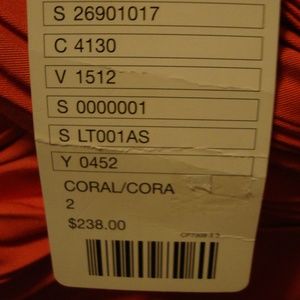 S 26901017
C 4130
V 1512
S 0000001
S LT001AS
Y 0452
CORAL/CORA
2
$238.00